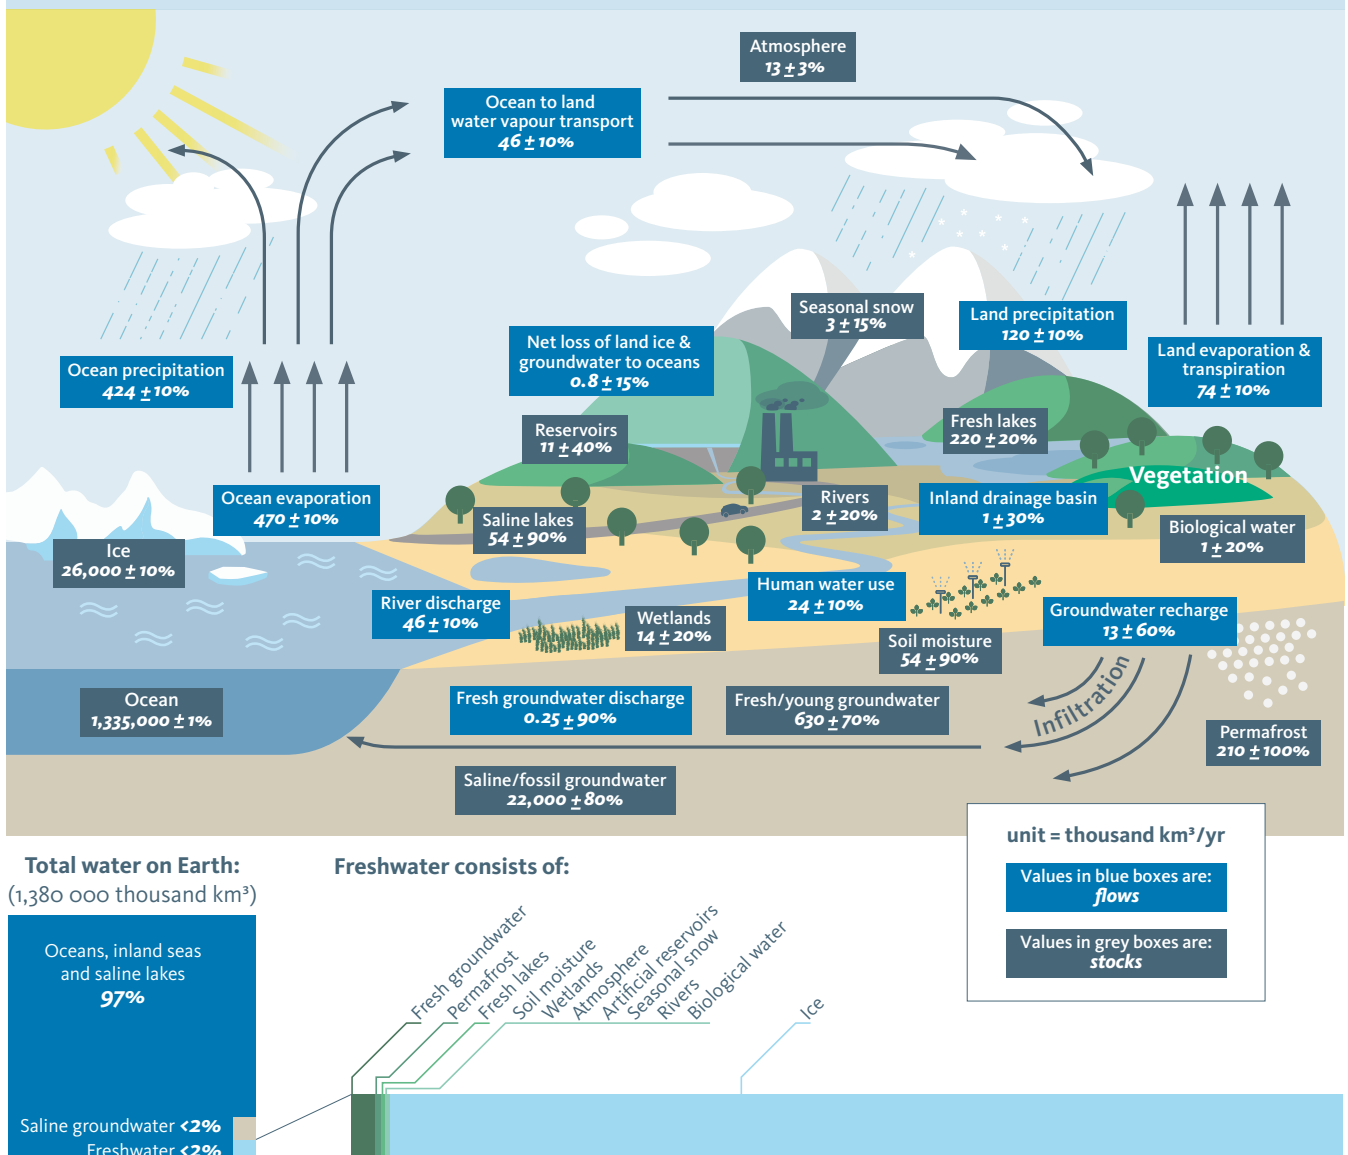 Atmosphere
13 ± 3%
Ocean to land
water vapour transport
46 ± 10%
Seasonal snow
3 ± 15%
Land precipitation
120 ± 10%
Net loss of land ice &
groundwater to oceans
0.8 ± 15%
Land evaporation &
transpiration
74 ± 10%
Ocean precipitation
424 ± 10%
Reservoirs
11 ± 40%
Fresh lakes
220 ± 20%
Vegetation
Ocean evaporation
470 ± 10%
Rivers
2 ± 20%
Inland drainage basin
1 ± 30%
Saline lakes
54 ± 90%
Biological water
1 ± 20%
Ice
26,000 ± 10%
Human water use
24 ± 10%
River discharge
46 ± 10%
Wetlands
14 ± 20%
Groundwater recharge
13 ± 60%
Soil moisture
54 ± 90%
Infiltration
Ocean
1,335,000 ± 1%
Fresh groundwater discharge
0.25 ± 90%
Fresh/young groundwater
630 ± 70%
Permafrost
210 ± 100%
Saline/fossil groundwater
22,000 ± 80%
unit = thousand km³/yr
Values in blue boxes are:
flows
Values in grey boxes are:
stocks
Total water on Earth:
(1,380 000 thousand km³)
Oceans, inland seas
and saline lakes
97%
Saline groundwater <2%
Freshwater <2%
Freshwater consists of:
Fresh groundwater
Permafrost
Fresh lakes
Soil moisture
Wetlands
Atmosphere
Artificial reservoirs
Seasonal snow
Rivers
Biological water
Ice